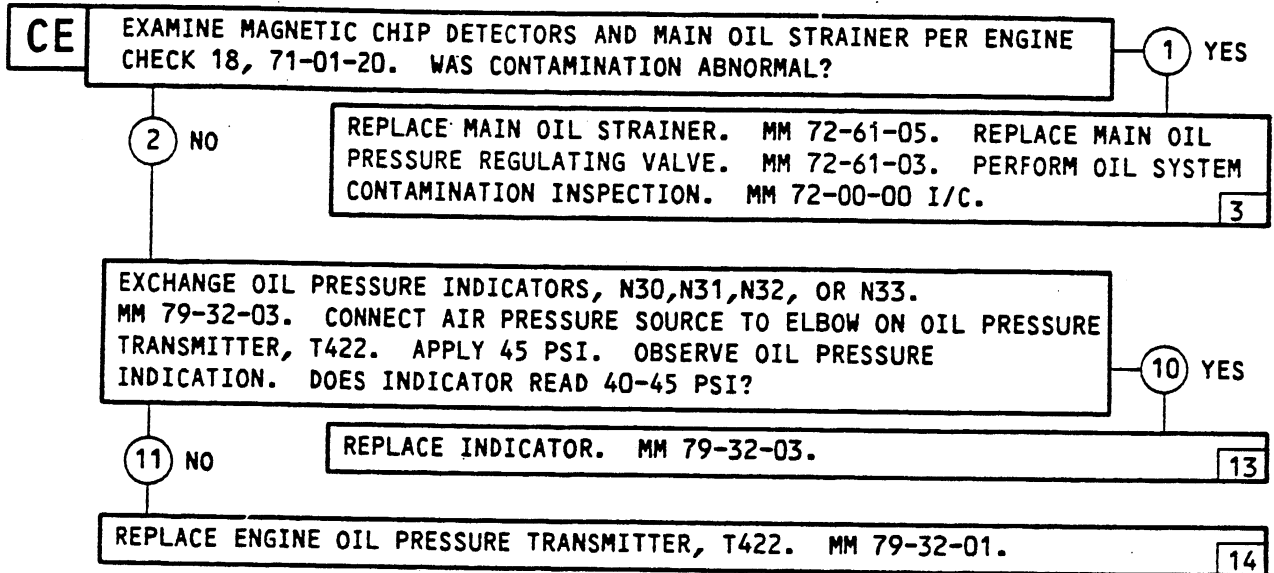 CE
EXAMINE MAGNETIC CHIP DETECTORS AND MAIN OIL STRAINER PER ENGINE
CHECK 18, 71-01-20. WAS CONTAMINATION ABNORMAL?
1 YES
2 NO
REPLACE MAIN OIL STRAINER. MM 72-61-05. REPLACE MAIN OIL
PRESSURE REGULATING VALVE. MM 72-61-03. PERFORM OIL SYSTEM
CONTAMINATION INSPECTION. MM 72-00-00 I/C.
3
EXCHANGE OIL PRESSURE INDICATORS, N30,N31,N32, OR N33.
MM 79-32-03. CONNECT AIR PRESSURE SOURCE TO ELBOW ON OIL PRESSURE
TRANSMITTER, T422. APPLY 45 PSI. OBSERVE OIL PRESSURE
INDICATION. DOES INDICATOR READ 40-45 PSI?
10 YES
11 NO
REPLACE INDICATOR. MM 79-32-03.
13
REPLACE ENGINE OIL PRESSURE TRANSMITTER, T422. MM 79-32-01.
14